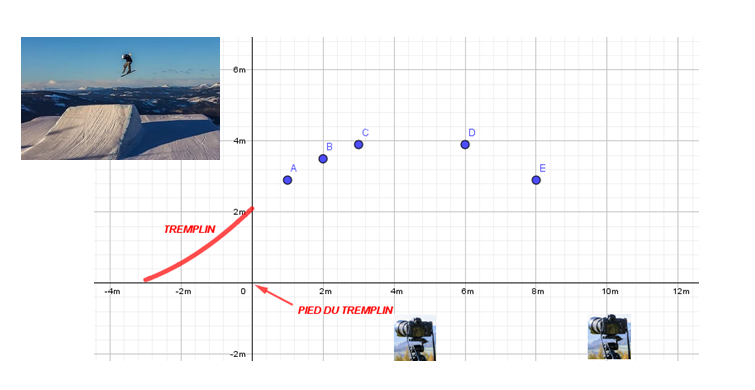 6m
C
D
4m
B
A
E
2m
TREMPLIN
-4m
-2m
0
2m
4m
6m
8m
10m
12m
PIED DU TREMPLIN
-2m